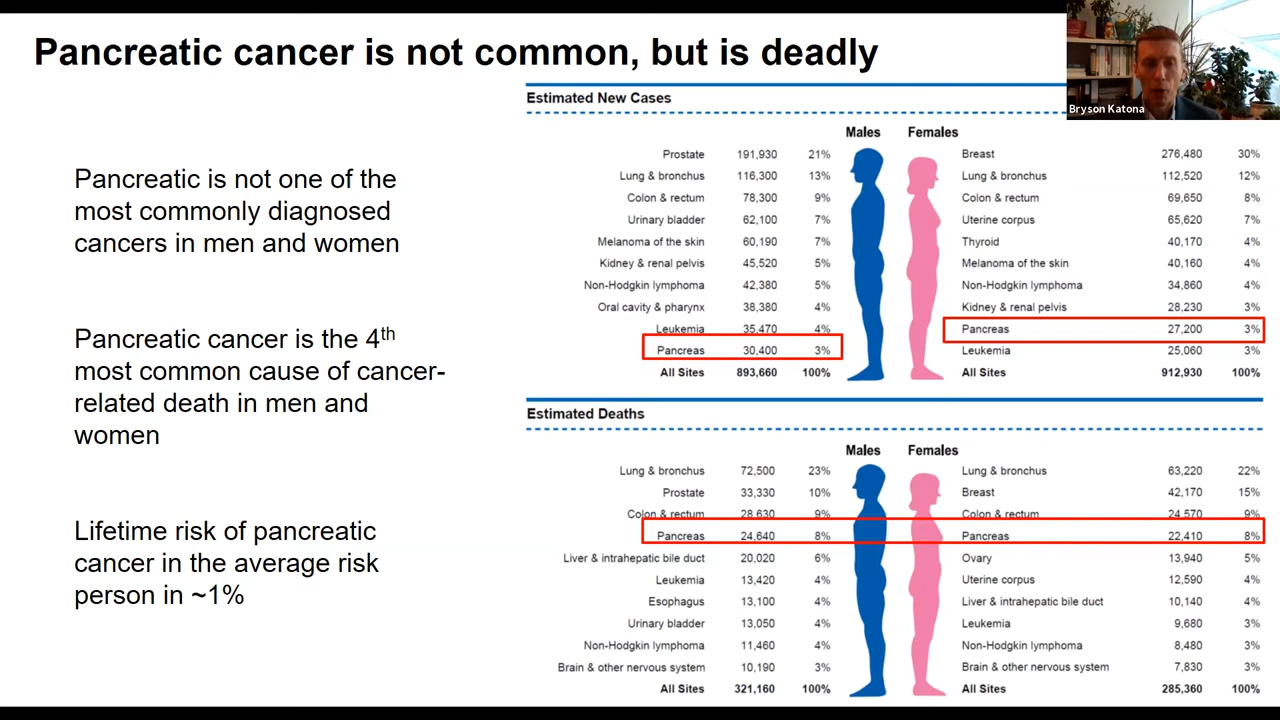 Pancreatic cancer is not common, but is deadly
Bryson Katona
Pancreatic is not one of the
most commonly diagnosed
cancers in men and women
Pancreatic cancer is the 4th
most common cause of cancer-
related death in men and
women
Lifetime risk of pancreatic
cancer in the average risk
person in ~1%
Estimated New Cases
Males Females
Prostate 191,930 21% Breast 276,480 30%
Lung & bronchus 116,300 13% Lung & bronchus 112,520 12%
Colon & rectum 78,300 9% Colon & rectum 69,650 8%
Urinary bladder 62,100 7% Uterine corpus 65,620 7%
Melanoma of the skin 60,190 7% Thyroid 40,170 4%
Kidney & renal pelvis 45,520 5% Melanoma of the skin 40,160 4%
Non-Hodgkin lymphoma 42,380 5% Non-Hodgkin lymphoma 34,860 4%
Oral cavity & pharynx 38,380 4% Kidney & renal pelvis 28,230 3%
Leukemia 35,470 4% Pancreas 27,200 3%
Pancreas 30,400 3% Leukemia 25,060 3%
All Sites 893,660 100% All Sites 912,930 100%
Estimated Deaths
Males Females
Lung & bronchus 72,500 23% Lung & bronchus 63,220 22%
Prostate 33,330 10% Breast 42,170 15%
Colon & rectum 28,630 9% Colon & rectum 24,570 9%
Pancreas 24,640 8% Pancreas 22,410 8%
Liver & intrahepatic bile duct 20,020 6% Ovary 13,940 5%
Leukemia 13,420 4% Uterine corpus 12,590 4%
Esophagus 13,100 4% Liver & intrahepatic bile duct 10,140 4%
Urinary bladder 13,050 4% Leukemia 9,680 3%
Non-Hodgkin lymphoma 11,460 4% Non-Hodgkin lymphoma 8,480 3%
Brain & other nervous system 10,190 3% Brain & other nervous system 7,830 3%
All Sites 321,160 100% All Sites 285,360 100%